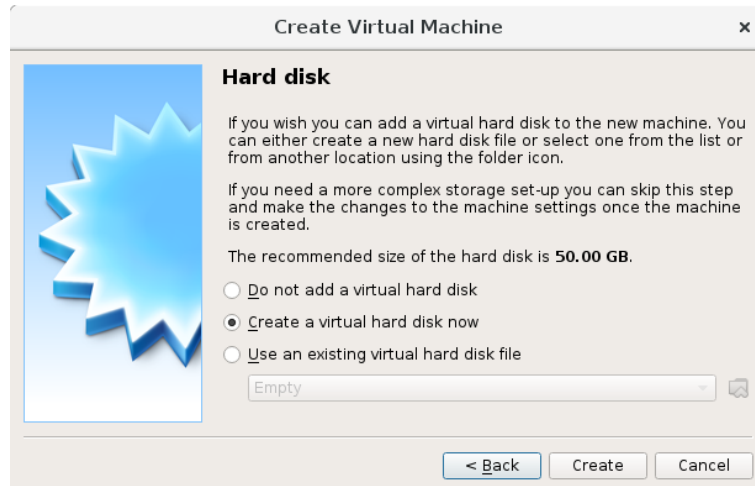 Create Virtual Machine
×
Hard disk
If you wish you can add a virtual hard disk to the new machine. You
can either create a new hard disk file or select one from the list or
from another location using the folder icon.
If you need a more complex storage set-up you can skip this step
and make the changes to the machine settings once the machine
is created.
The recommended size of the hard disk is 50.00 GB.
Do not add a virtual hard disk
Create a virtual hard disk now
Use an existing virtual hard disk file
Empty
< Back Create Cancel